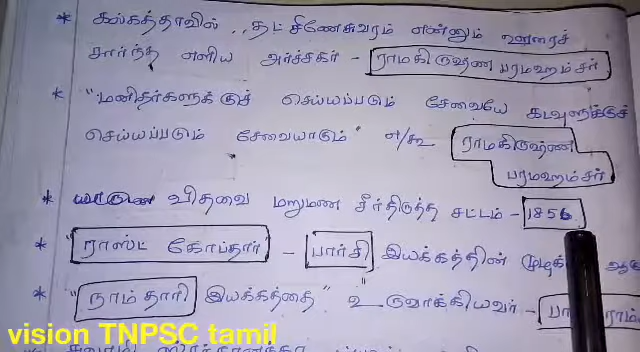 * கல்கத்தாவில், தட்சிணேசுவரம் என்னும் ஊரைச்
சார்ந்த எளிய அர்ச்சகர் - ராமகிருஷ்ண பரமஹம்சர்
* "மனிதர்களுக்குச் செய்யப்படும் சேவையே கடவுளுக்குச்
செய்யப்படும் சேவையாகும்" எ/கூ ராமகிருஷ்ண
பரமஹம்சர்
* விதவை மறுமண சீர்திருத்த சட்டம் - 1856
* "ராஸ்ட் கோப்தார்" - பார்சி இயக்கத்தின்
* "நாம்தாரி இயக்கத்தை" உருவாக்கியவர் -
vision TNPSC tamil